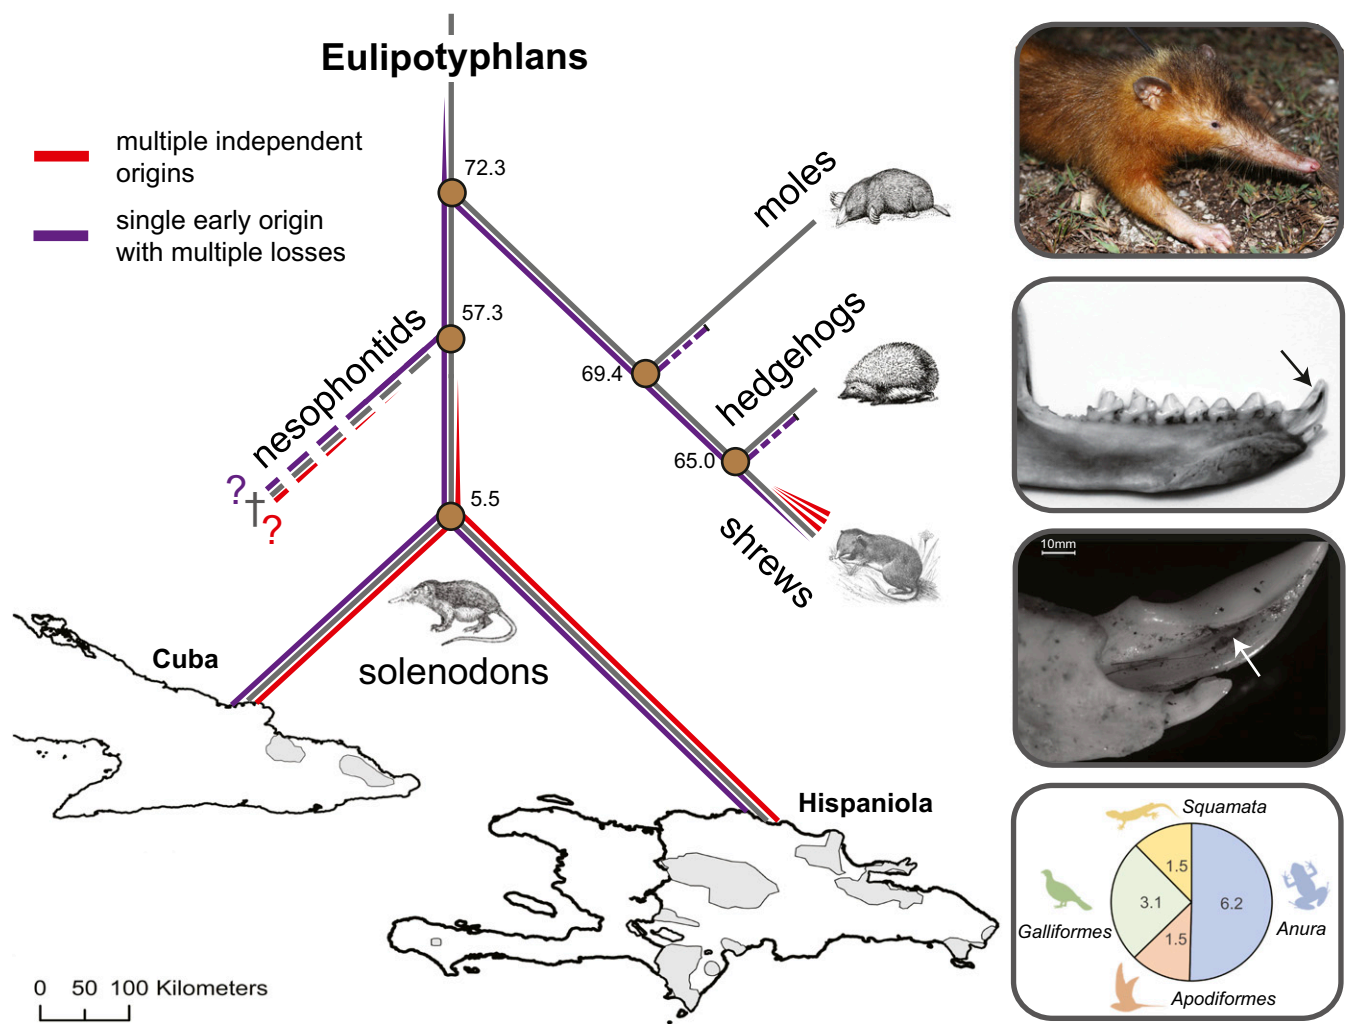 Eulipotyphlans
multiple independent
origins
single early origin
with multiple losses
72.3
57.3
69.4
65.0
5.5
moles
hedgehogs
shrews
nesophontids
?
†
?
solenodons
Cuba
Hispaniola
0 50 100 Kilometers
10mm
Squamata
1.5
3.1
6.2
1.5
Galliformes
Anura
Apodiformes